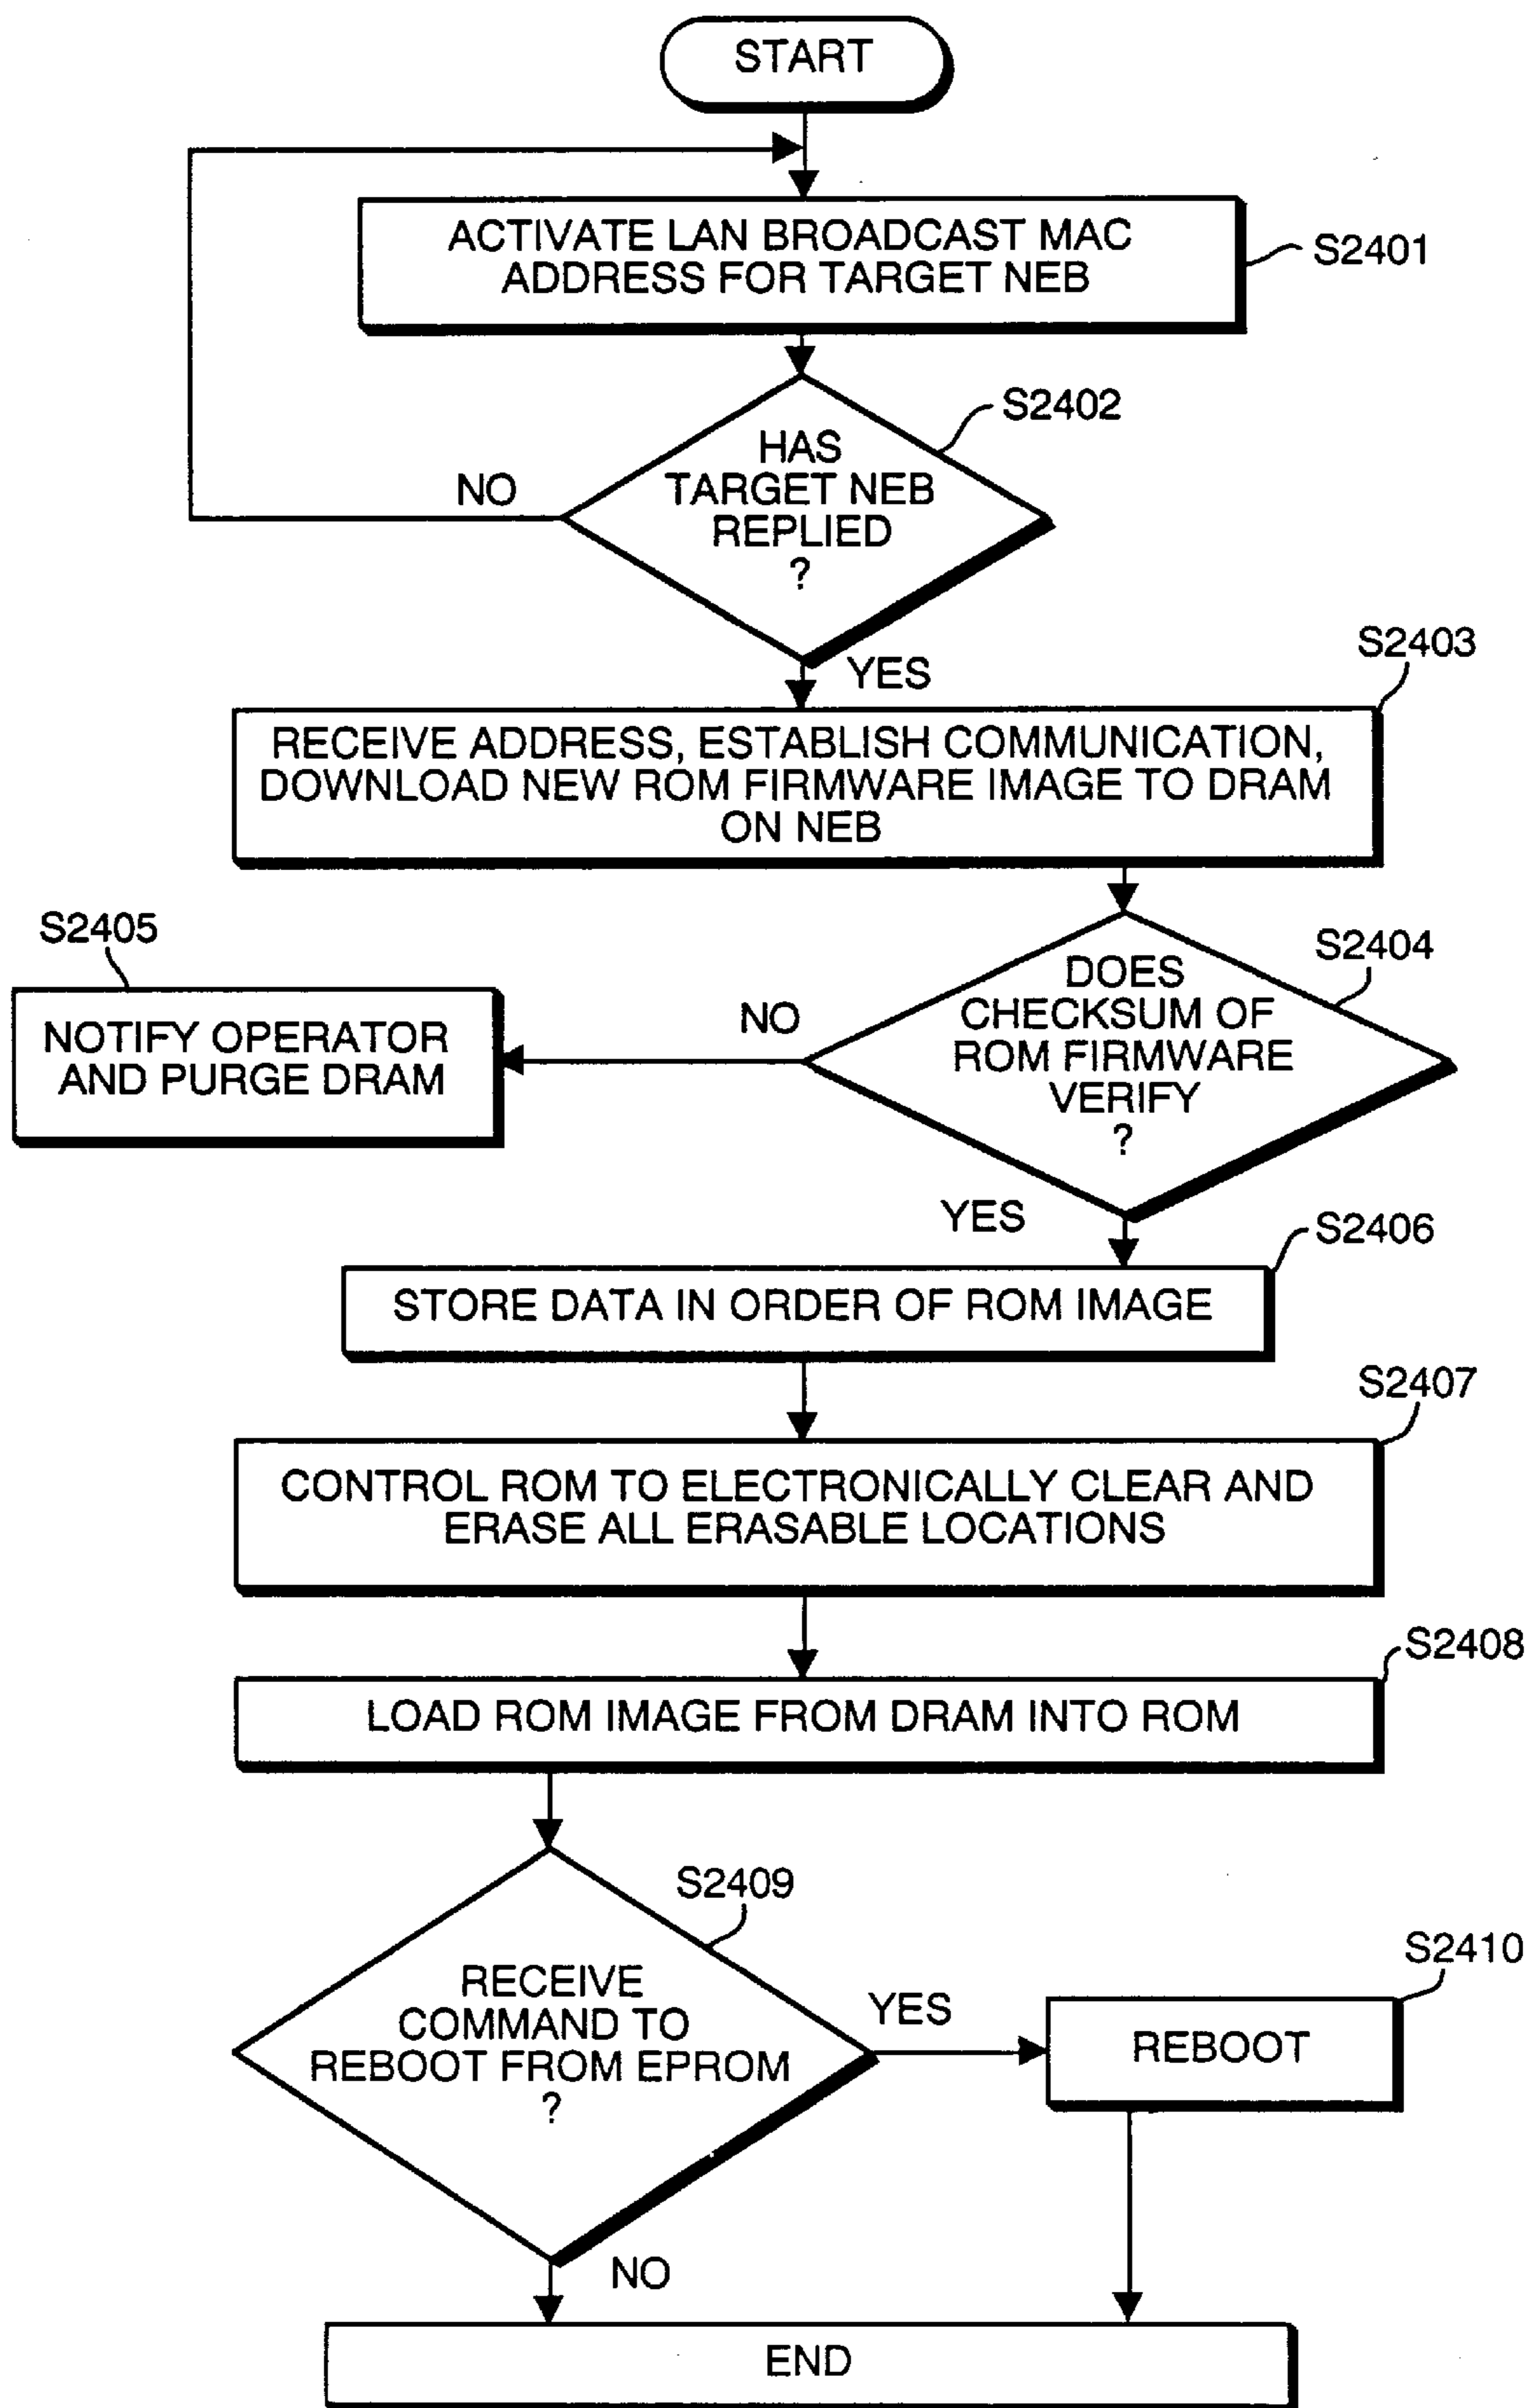 START
ACTIVATE LAN BROADCAST MAC
ADDRESS FOR TARGET NEB
S2401
S2402
HAS
TARGET NEB
REPLIED
?
NO
YES
S2403
RECEIVE ADDRESS, ESTABLISH COMMUNICATION,
DOWNLOAD NEW ROM FIRMWARE IMAGE TO DRAM
ON NEB
S2405
S2404
DOES
CHECKSUM OF
ROM FIRMWARE
VERIFY
?
NO
NOTIFY OPERATOR
AND PURGE DRAM
YES
S2406
STORE DATA IN ORDER OF ROM IMAGE
S2407
CONTROL ROM TO ELECTRONICALLY CLEAR AND
ERASE ALL ERASABLE LOCATIONS
S2408
LOAD ROM IMAGE FROM DRAM INTO ROM
S2409
RECEIVE
COMMAND TO
REBOOT FROM EPROM
?
YES
S2410
REBOOT
NO
END